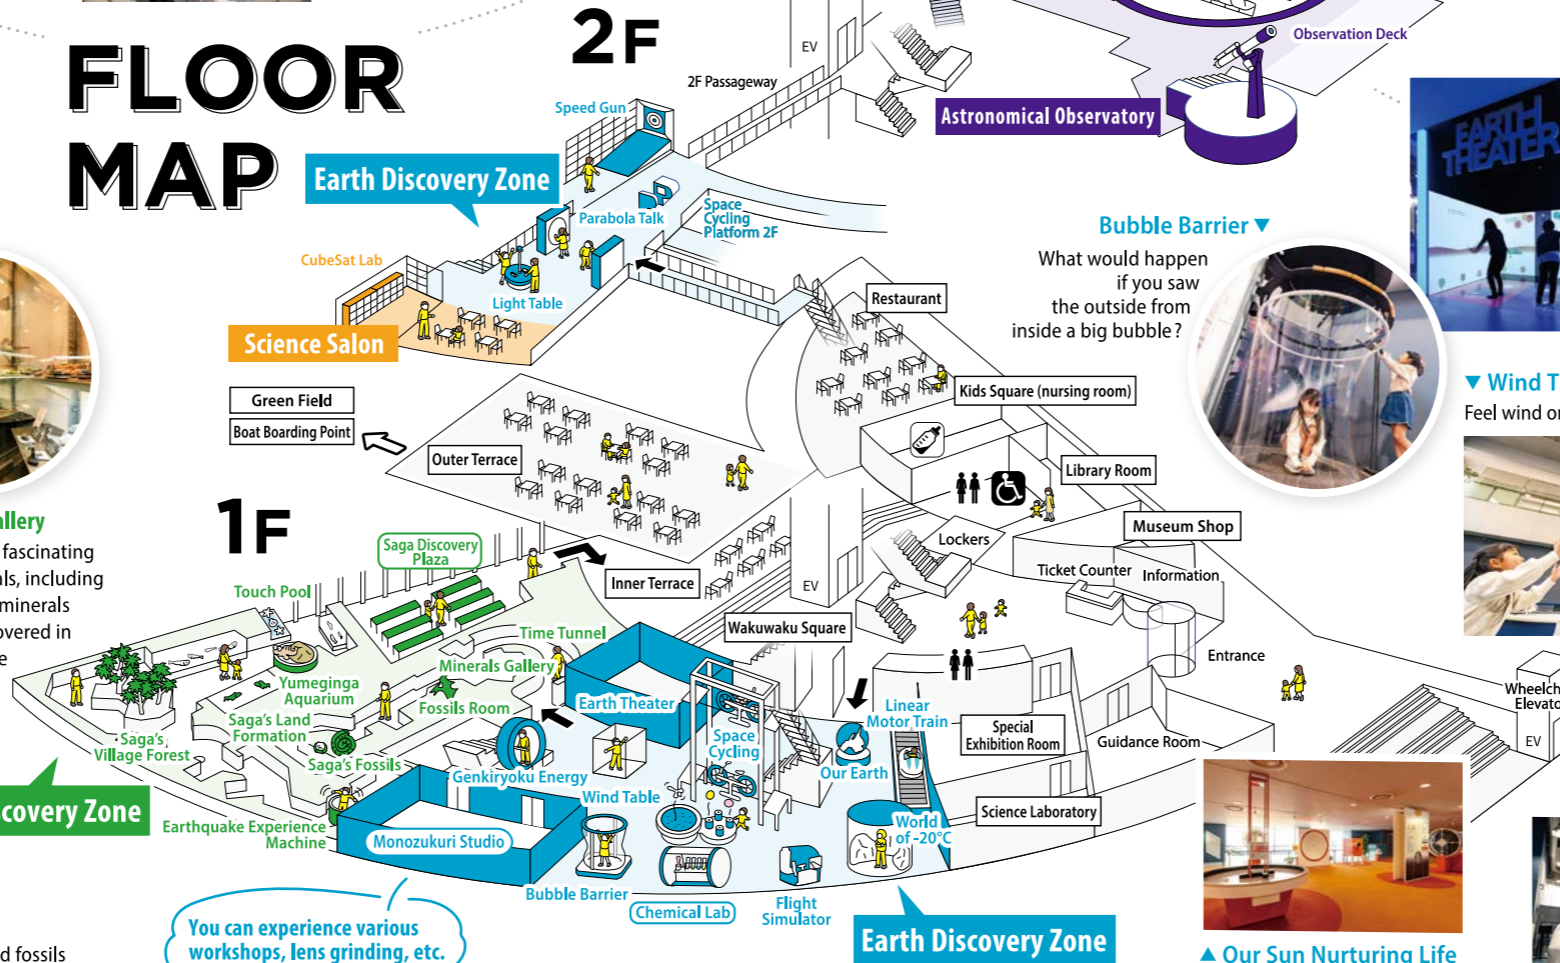 FLOOR
MAP
2F
EV
2F Passageway
Speed Gun
Earth Discovery Zone
Parabola Talk
Space
Cycling
Platform 2F
CubeSat Lab
Light Table
Science Salon
Observation Deck
Astronomical Observatory
EARTH
THEATER
Bubble Barrier ▼
What would happen
if you saw
the outside from
inside a big bubble?
▼ Wind T
Feel wind or
Restaurant
Kids Square (nursing room)
Library Room
Museum Shop
Green Field
Boat Boarding Point
Outer Terrace
1F
Saga Discovery
Plaza
Inner Terrace
EV
Lockers
Ticket Counter
Information
Entrance
Wakuwaku Square
Touch Pool
Time Tunnel
Minerals Gallery
Yumeginga
Aquarium
Fossils Room
Saga's Land
Formation
Saga's
Village Forest
Saga's Fossils
Earth Theater
Space
Cycling
Linear
Motor Train
Our Earth
Special
Exhibition Room
Guidance Room
Wheelch
Elevato
EV
Genkiryoku Energy
Wind Table
World
of -20°C
Science Laboratory
Earthquake Experience
Machine
Monozukuri Studio
Bubble Barrier
Chemical Lab
Flight
Simulator
Earth Discovery Zone
You can experience various
workshops, lens grinding, etc.
allery
fascinating
als, including
minerals
overed in
e
scovery Zone
d fossils
▲ Our Sun Nurturing Life